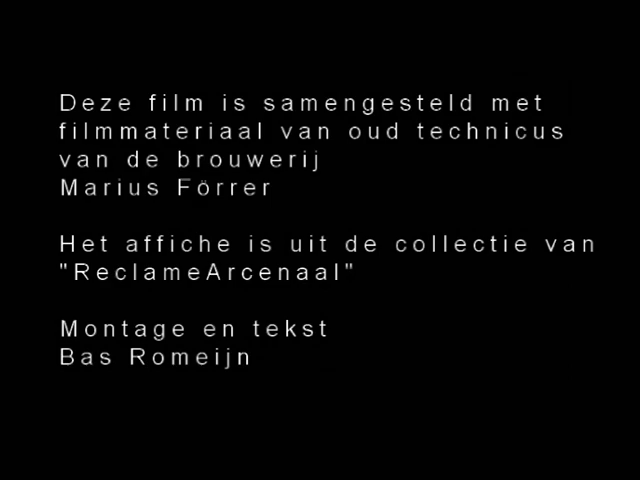 Deze film is samengesteld met
filmmateriaal van oud technicus
van de brouwerij
Marius Förrer
Het affiche is uit de collectie van
"ReclameArcenaal"
Montage en tekst
Bas Romeijn